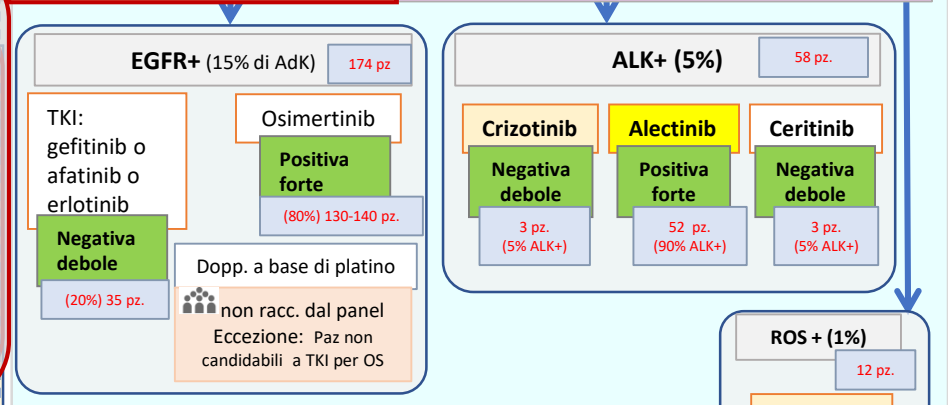 EGFR+ (15% di AdK)
174 pz
TKI:
gefitinib o
afatinib o
erlotinib
Negativa
debole
(20%) 35 pz.
Osimertinib
Positiva
forte
(80%) 130-140 pz.
Dopp. a base di platino
non racc. dal panel
Eccezione: Paz non
candidabili a TKI per OS
ALK+ (5%)
58 pz.
Crizotinib
Negativa
debole
3 pz.
(5% ALK+)
Alectinib
Positiva
forte
52 pz.
(90% ALK+)
Ceritinib
Negativa
debole
3 pz.
(5% ALK+)
ROS + (1%)
12 pz.